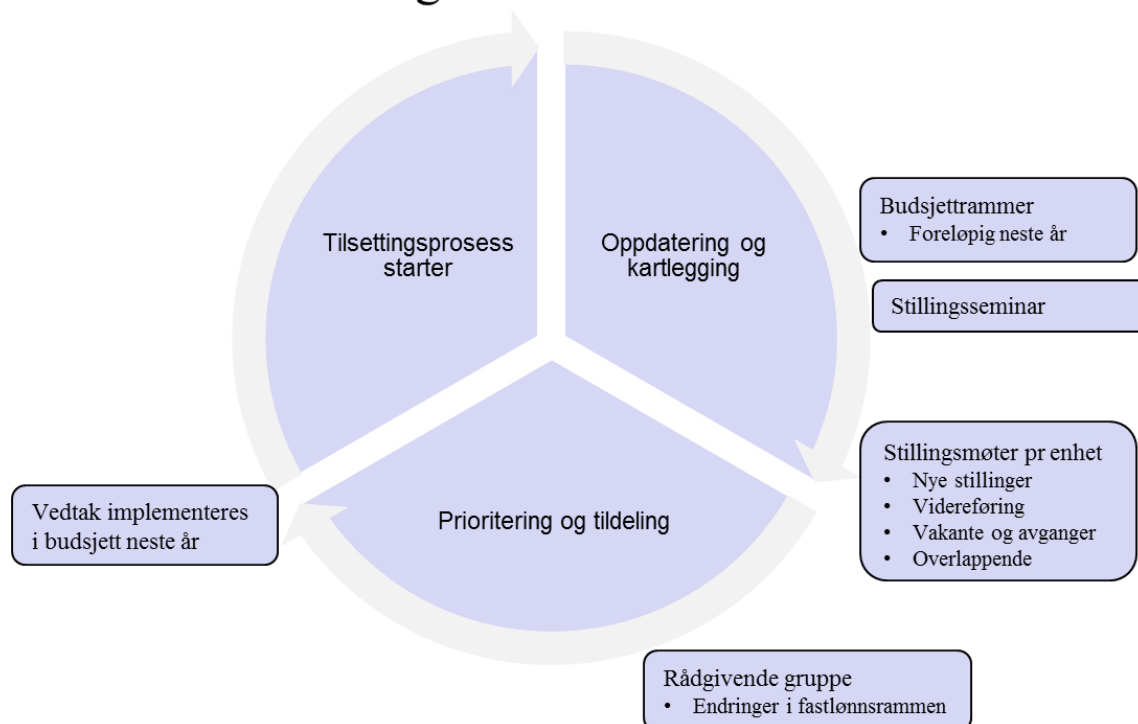 Tilsettingsprosess
starter
Oppdatering og
kartlegging
Budsjettrammer
• Foreløpig neste år
Stillingsseminar
Stillingsmøter pr enhet
• Nye stillinger
• Videreføring
• Vakante og avganger
• Overlappende
Prioritering og tildeling
Vedtak implementeres
i budsjett neste år
Rådgivende gruppe
• Endringer i fastlønnsrammen